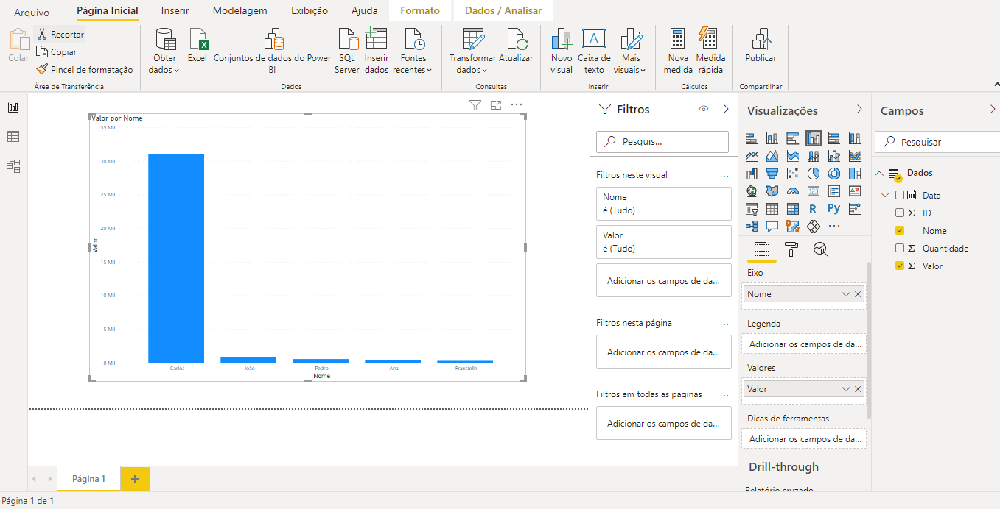 Arquivo
Página Inicial
Inserir
Modelagem
Exibição
Ajuda
Formato
Dados / Analisar
Colar
Recortar
Copiar
Pincel de formatação
Área de Transferência
Obter
dados
Excel
Conjuntos de dados do Power
BI
SQL
Server
Inserir
dados
Fontes
recentes
Dados
Transformar
dados
Atualizar
Consultas
Novo
visual
A
Caixa de
texto
Mais
visuais
Inserir
Nova
medida
Medida
rápida
Cálculos
Publicar
Compartilhar
Valor por Nome
35 Mil
30 Mil
25 Mil
20 Mil
15 Mil
10 Mil
5 Mil
0 Mil
Valor
Carlos
João
Pedro
Ana
Francielle
Nome
Filtros
Pesquis...
Filtros neste visual
...
Nome
é (Tudo)
Valor
é (Tudo)
Adicionar os campos de da...
Filtros nesta página
...
Adicionar os campos de da...
Filtros em todas as páginas
...
Adicionar os campos de da...
Visualizações
123
R
Py
...
Eixo
Nome
Legenda
Adicionar os campos de da...
Valores
Valor
Dicas de ferramentas
Adicionar os campos de da...
Drill-through
Relatório cruzado
Campos
Pesquisar
Dados
Data
Σ ID
Nome
Σ Quantidade
Σ Valor
Página 1
Página 1 de 1